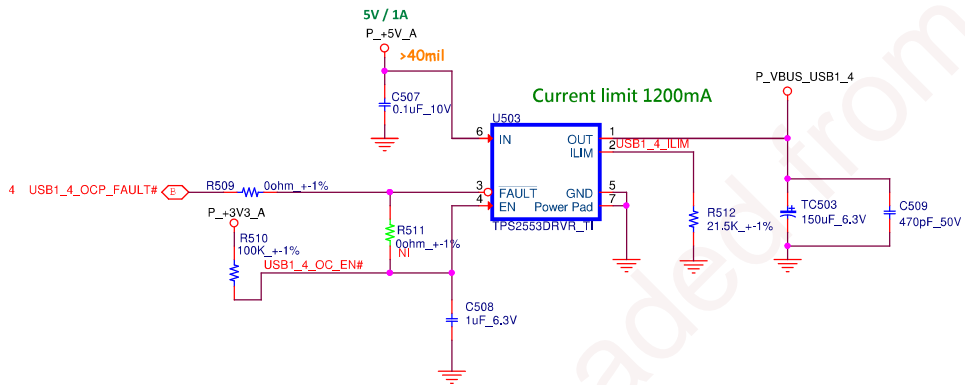 5V / 1A
P_+5V_A
>40mil
C507
0.1uF_10V
Current limit 1200mA
P_VBUS_USB1_4
U503
6 IN OUT 1
ILIM 2 USB1_4_ILIM
4 USB1_4_OCP_FAULT# B R509 0ohm_+-1% 3 FAULT GND 5
4 EN Power Pad 7
TPS2553DRVR_TI
P_+3V3_A
R510
100K_+-1%
R511
0ohm_+-1%
NI
USB1_4_OC_EN#
R512
21.5K_+-1%
TC503
150uF_6.3V
C509
470pF_50V
C508
1uF_6.3V
aded from